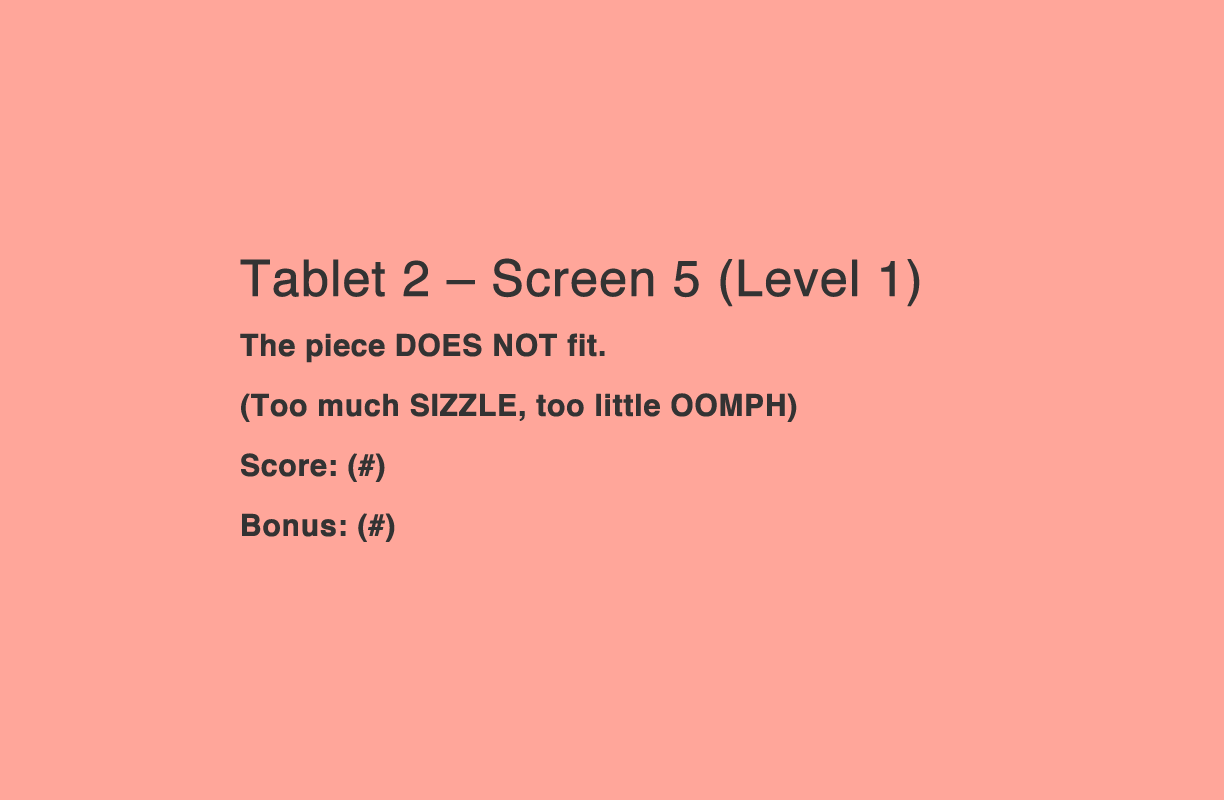 Tablet 2 – Screen 5 (Level 1)
The piece DOES NOT fit.
(Too much SIZZLE, too little OOMPH)
Score: (#)
Bonus: (#)